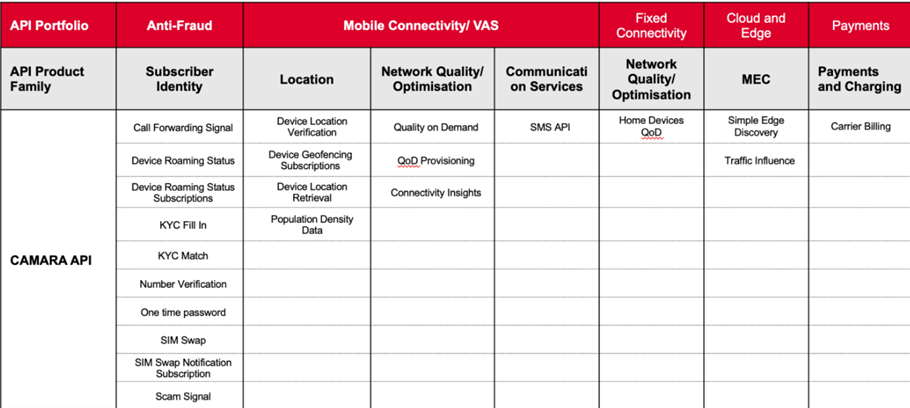 API Portfolio Anti-Fraud Mobile Connectivity/ VAS Fixed Connectivity Cloud and Edge Payments
API Product Family Subscriber Identity Location Network Quality/ Optimisation Communicati on Services Network Quality/ Optimisation MEC Payments and Charging
CAMARA API
Call Forwarding Signal Device Location Verification Quality on Demand SMS API Home Devices QoD Simple Edge Discovery Carrier Billing
Device Roaming Status Device Geofencing Subscriptions QoD Provisioning Traffic Influence
Device Roaming Status Subscriptions Device Location Retrieval Connectivity Insights
KYC Fill In Population Density Data
KYC Match
Number Verification
One time password
SIM Swap
SIM Swap Notification Subscription
Scam Signal